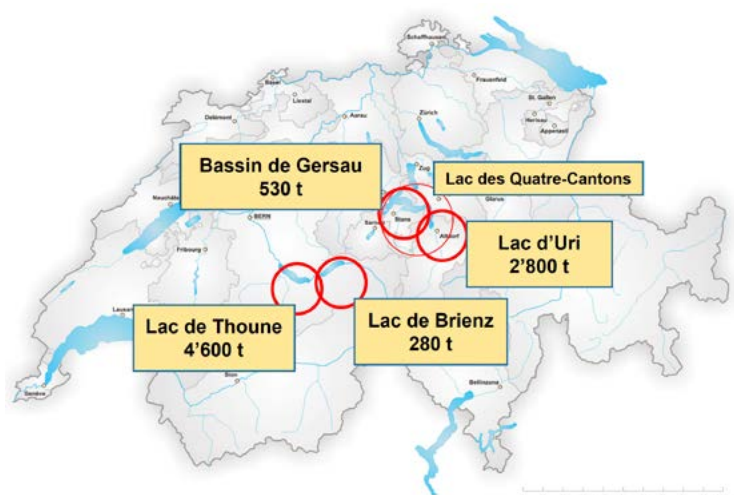 Schaffhausen
Basel
Liestal
Frauenfeld
Delémont
Aarau
Zürich
St. Gallen
Herisau
Appenzell
Bassin de Gersau
530 t
Zug
Lac des Quatre-Cantons
Neuchâtel
BERN
Stans
Sarnen
Glarus
Altdorf
Fribourg
Lac d'Uri
2'800 t
Lausanne
Lac de Thoune
4'600 t
Lac de Brienz
280 t
Sion
Bellinzona
Genève